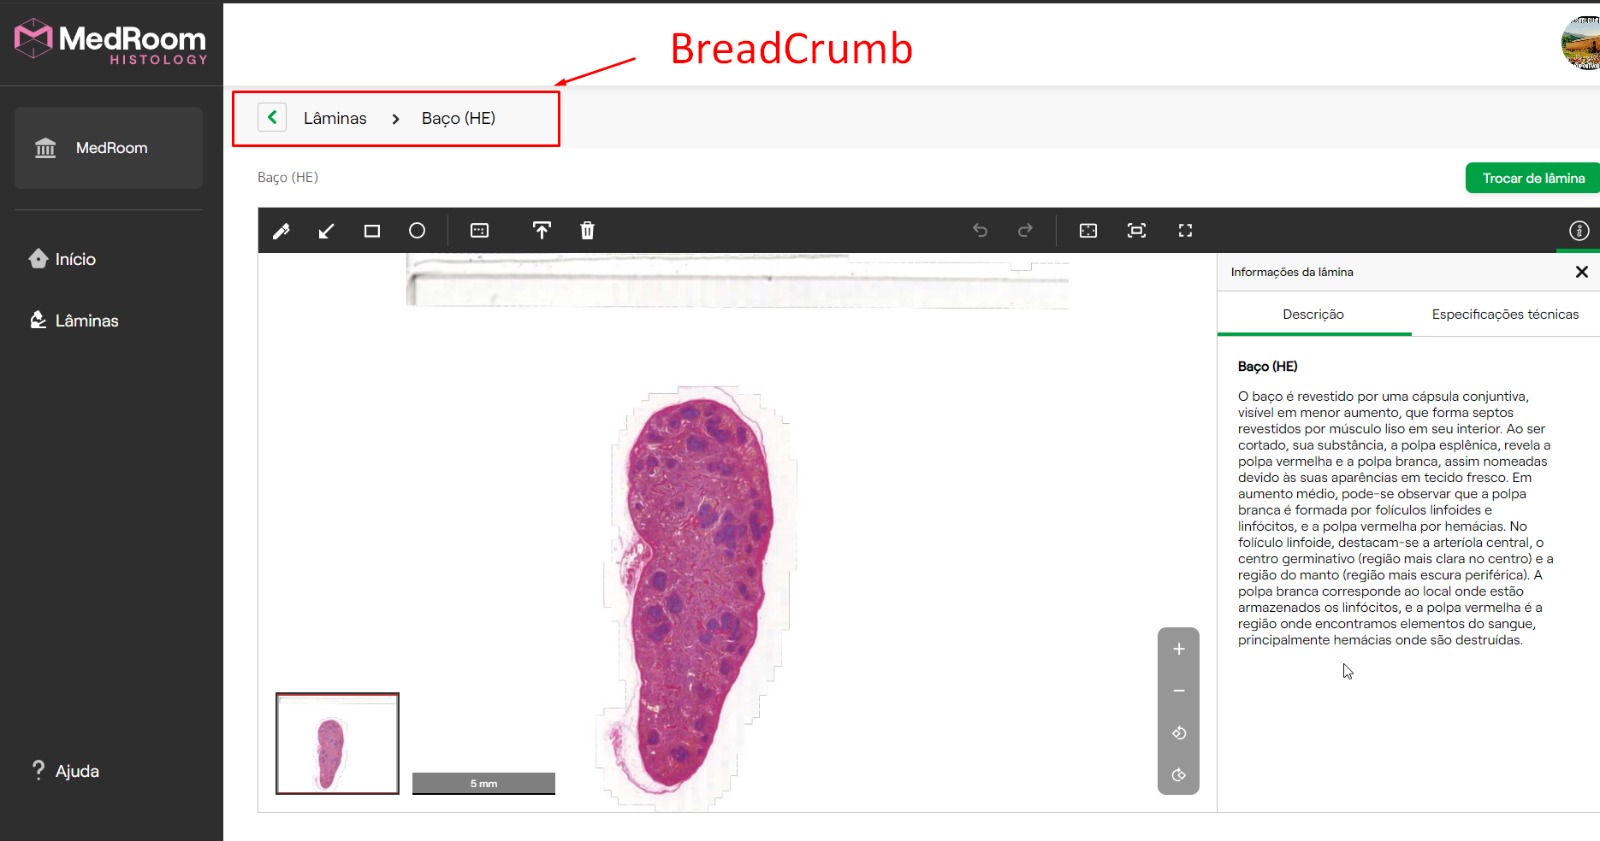 MedRoom
HISTOLOGY
BreadCrumb
Lâminas > Baço (HE)
MedRoom
Baço (HE)
Trocar de lâmina
Início
Lâminas
Informações da lâmina
Descrição Especificações técnicas
Baço (HE)
O baço é revestido por uma cápsula conjuntiva,
visível em menor aumento, que forma septos
revestidos por músculo liso em seu interior. Ao ser
cortado, sua substância, a polpa esplênica, revela a
polpa vermelha e a polpa branca, assim nomeadas
devido às suas aparências em tecido fresco. Em
aumento médio, pode-se observar que a polpa
branca é formada por folículos linfoides e
linfócitos, e a polpa vermelha por hemácias. No
folículo linfoide, destacam-se a arteríola central, o
centro germinativo (região mais clara no centro) e a
região do manto (região mais escura periférica). A
polpa branca corresponde ao local onde estão
armazenados os linfócitos, e a polpa vermelha é a
região onde encontramos elementos do sangue,
principalmente hemácias onde são destruídas.
5 mm
? Ajuda